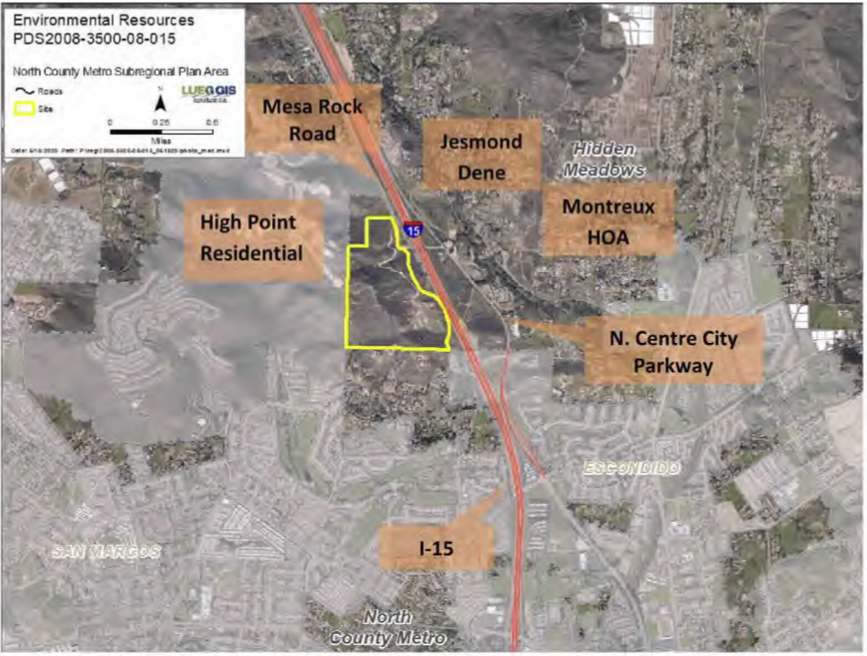 Environmental Resources
PDS2008-3500-08-015
North County Metro Subregional Plan Area
Roads
Site
N
LUEG GIS
0 0.25 0.5
Miles
Mesa Rock
Road
Jesmond
Dene
Hidden
Meadows
High Point
Residential
Montreux
HOA
15
N. Centre City
Parkway
ESCONDIDO
I-15
SAN MARCOS
North
County Metro